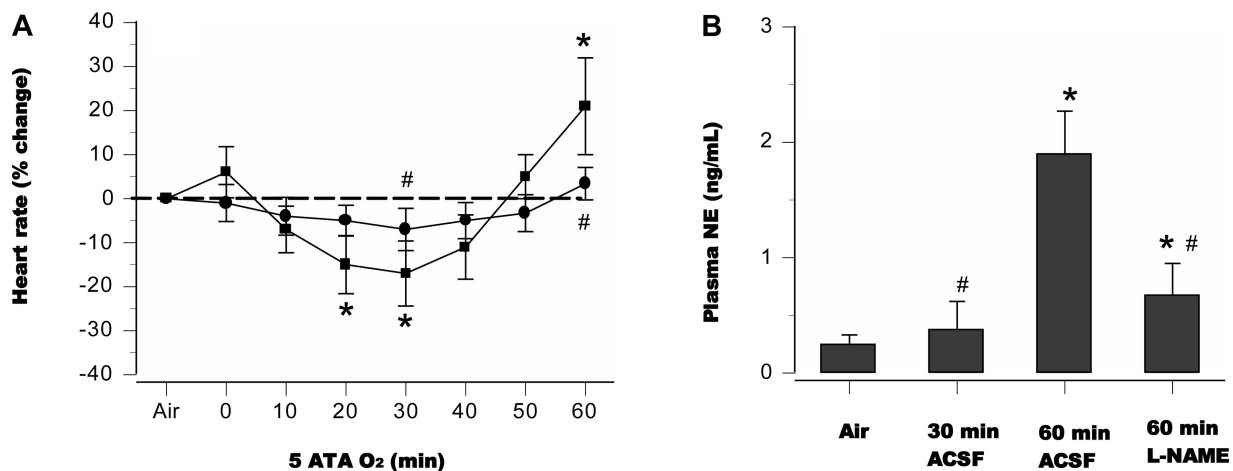 A
Heart rate (% change)
40
30
20
10
0
-10
-20
-30
-40
*
#
#
*
*
Air 0 10 20 30 40 50 60
5 ATA O₂ (min)
B
Plasma NE (ng/mL)
3
2
1
0
#
*
* #
Air
30 min
ACSF
60 min
ACSF
60 min
L-NAME